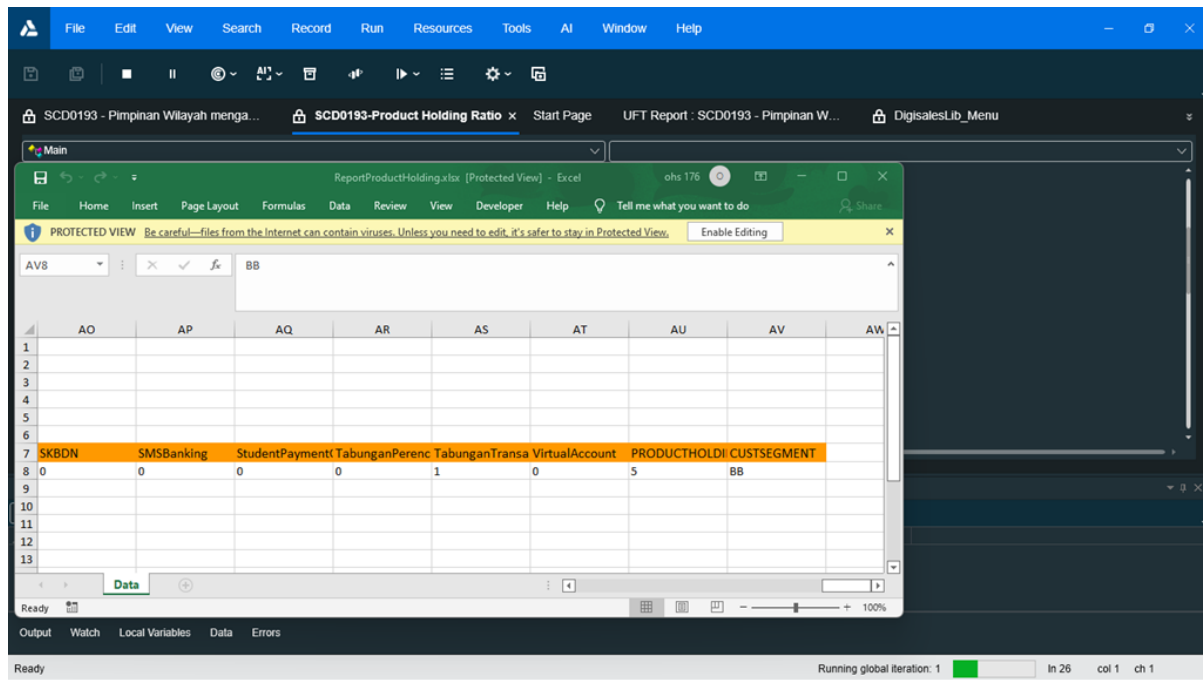 File Edit View Search Record Run Resources Tools AI Window Help
SCD0193 - Pimpinan Wilayah menga... SCD0193-Product Holding Ratio × Start Page UFT Report : SCD0193 - Pimpinan W... DigisalesLib_Menu
Main
ReportProductHolding.xlsx [Protected View] - Excel ohs 176
File Home Insert Page Layout Formulas Data Review View Developer Help Tell me what you want to do Share
PROTECTED VIEW Be careful—files from the Internet can contain viruses. Unless you need to edit, it's safer to stay in Protected View. Enable Editing
AV8 fx BB
AO AP AQ AR AS AT AU AV AW
1
2
3
4
5
6
7 SKBDN SMSBanking StudentPayment( TabunganPerenc TabunganTransa VirtualAccount PRODUCTHOLDI CUSTSEGMENT
8 0 0 0 0 1 0 5 BB
9
10
11
12
13
Data
Ready 100%
Output Watch Local Variables Data Errors
Ready Running global iteration: 1 ln 26 col 1 ch 1